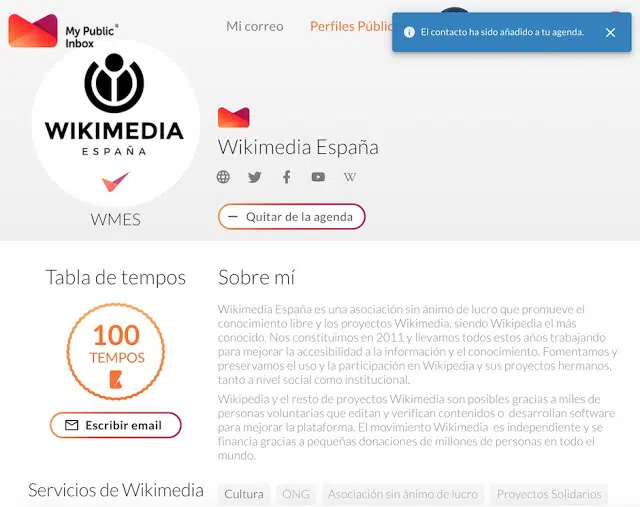 My Public®
Inbox
Mi correo
Perfiles Públic
El contacto ha sido añadido a tu agenda.
WIKIMEDIA
ESPAÑA
WMES
Wikimedia España
W
Quitar de la agenda
Tabla de tempos
100
TEMPOS
Escribir email
Sobre mí
Wikimedia España es una asociación sin ánimo de lucro que promueve el
conocimiento libre y los proyectos Wikimedia, siendo Wikipedia el más
conocido. Nos constituimos en 2011 y llevamos todos estos años trabajando
para mejorar la accesibilidad a la información y el conocimiento. Fomentamos y
preservamos el uso y la participación en Wikipedia y sus proyectos hermanos,
tanto a nivel social como institucional.
Wikipedia y el resto de proyectos Wikimedia son posibles gracias a miles de
personas voluntarias que editan y verifican contenidos o desarrollan software
para mejorar la plataforma. El movimiento Wikimedia es independiente y se
financia gracias a pequeñas donaciones de millones de personas en todo el
mundo.
Servicios de Wikimedia
Cultura
ONG
Asociación sin ánimo de lucro
Proyectos Solidarios